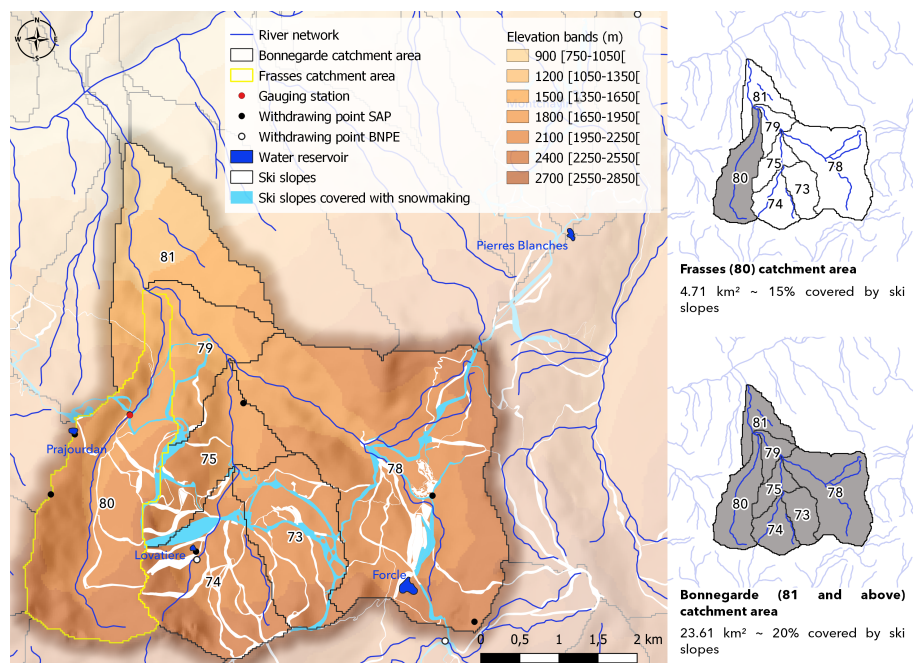 N
W E
S
River network
Bonnegarde catchment area
Frasses catchment area
Gauging station
Withdrawing point SAP
Withdrawing point BNPE
Water reservoir
Ski slopes
Ski slopes covered with snowmaking
Elevation bands (m)
900 [750-1050[
1200 [1050-1350[
1500 [1350-1650[
1800 [1650-1950[
2100 [1950-2250[
2400 [2250-2550[
2700 [2550-2850[
Pierres Blanches
81
79
Prajourdan
75
78
80
73
Lovatière
74
Forcle
0 0,5 1 1,5 2 km
81
79
75
78
80
73
74
Frasses (80) catchment area
4.71 km² ~ 15% covered by ski
slopes
81
79
75
78
80
73
74
Bonnegarde (81 and above)
catchment area
23.61 km² ~ 20% covered by ski
slopes